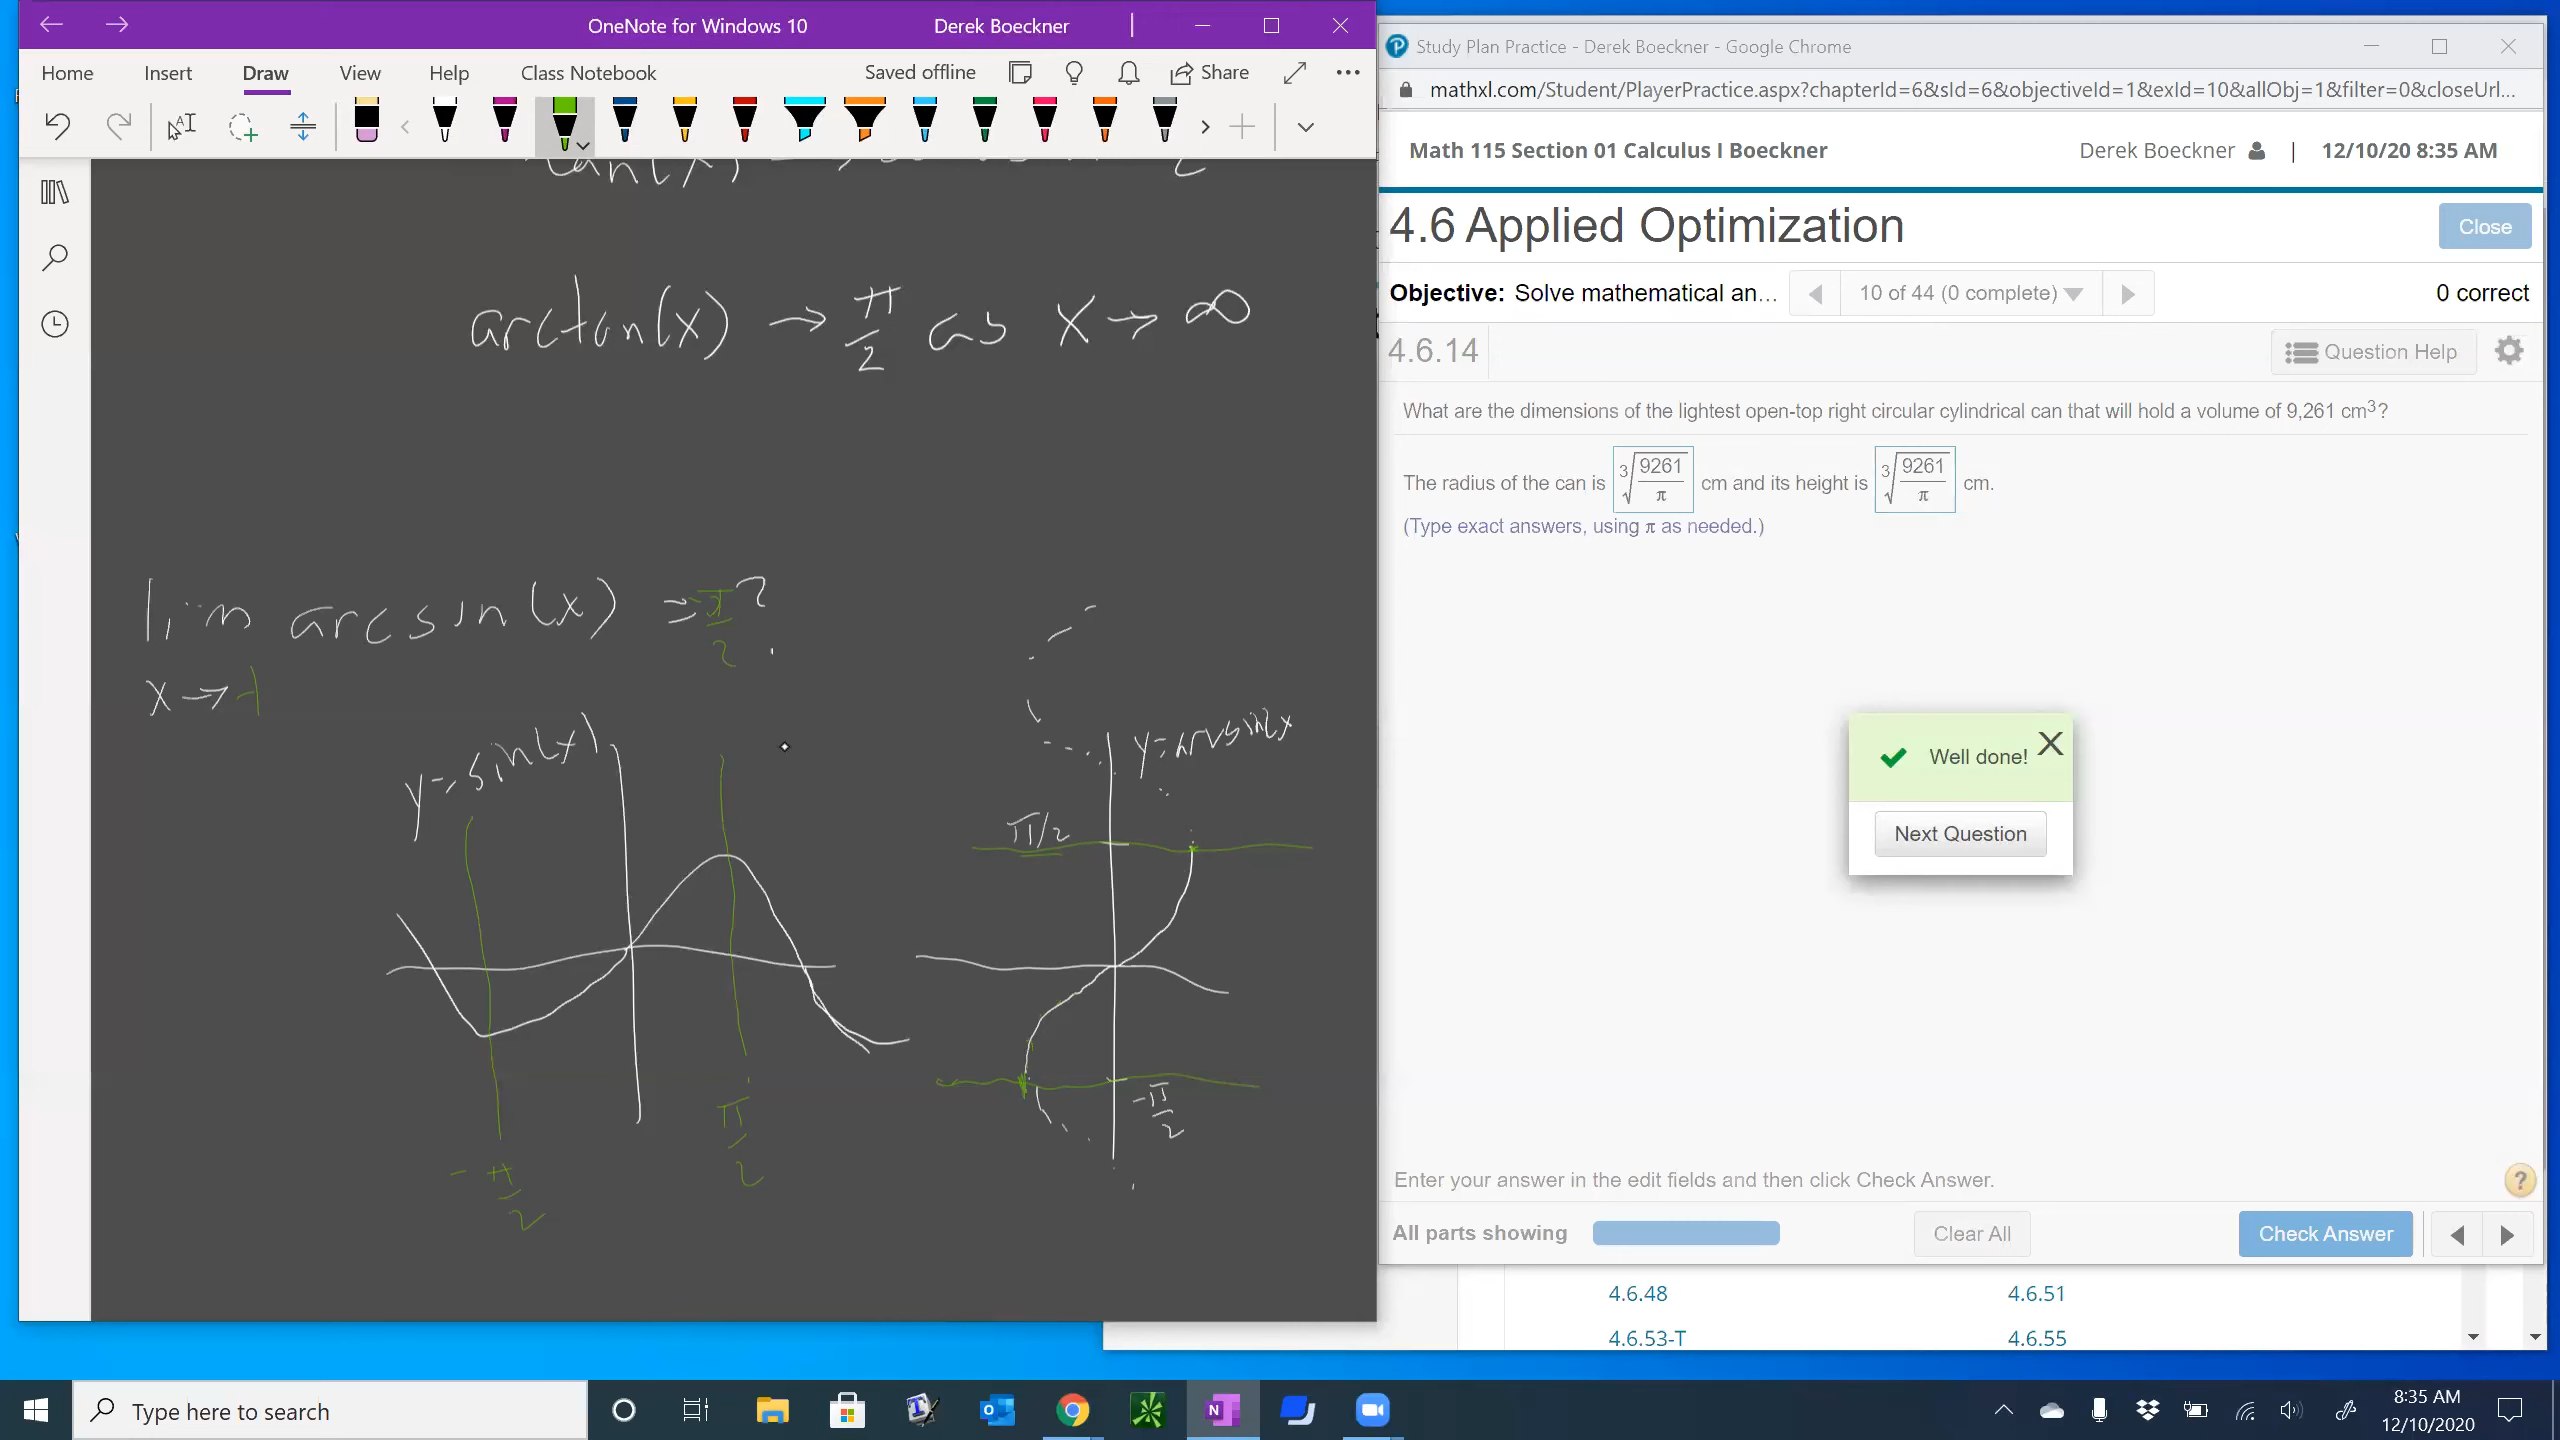 OneNote for Windows 10
Derek Boeckner
Home Insert Draw View Help Class Notebook
Saved offline
Share
tan(x)
2
arctan(x) → π/2 as x → ∞
lim arcsin(x) = -π/2 ?
x → -1
y = sin(x)
y = arcsin(x
π/2
-π/2
π/2
-π/2
Study Plan Practice - Derek Boeckner - Google Chrome
mathxl.com/Student/PlayerPractice.aspx?chapterId=6&sId=6&objectiveId=1&exId=10&allObj=1&filter=0&closeUrl...
Math 115 Section 01 Calculus I Boeckner
Derek Boeckner | 12/10/20 8:35 AM
4.6 Applied Optimization
Close
Objective: Solve mathematical an...
10 of 44 (0 complete)
0 correct
4.6.14
Question Help
What are the dimensions of the lightest open-top right circular cylindrical can that will hold a volume of 9,261 cm³?
The radius of the can is ∛(9261/π) cm and its height is ∛(9261/π) cm.
(Type exact answers, using π as needed.)
Well done! X
Next Question
Enter your answer in the edit fields and then click Check Answer.
?
All parts showing
Clear All
Check Answer
4.6.48 4.6.51
4.6.53-T 4.6.55
Type here to search
8:35 AM
12/10/2020